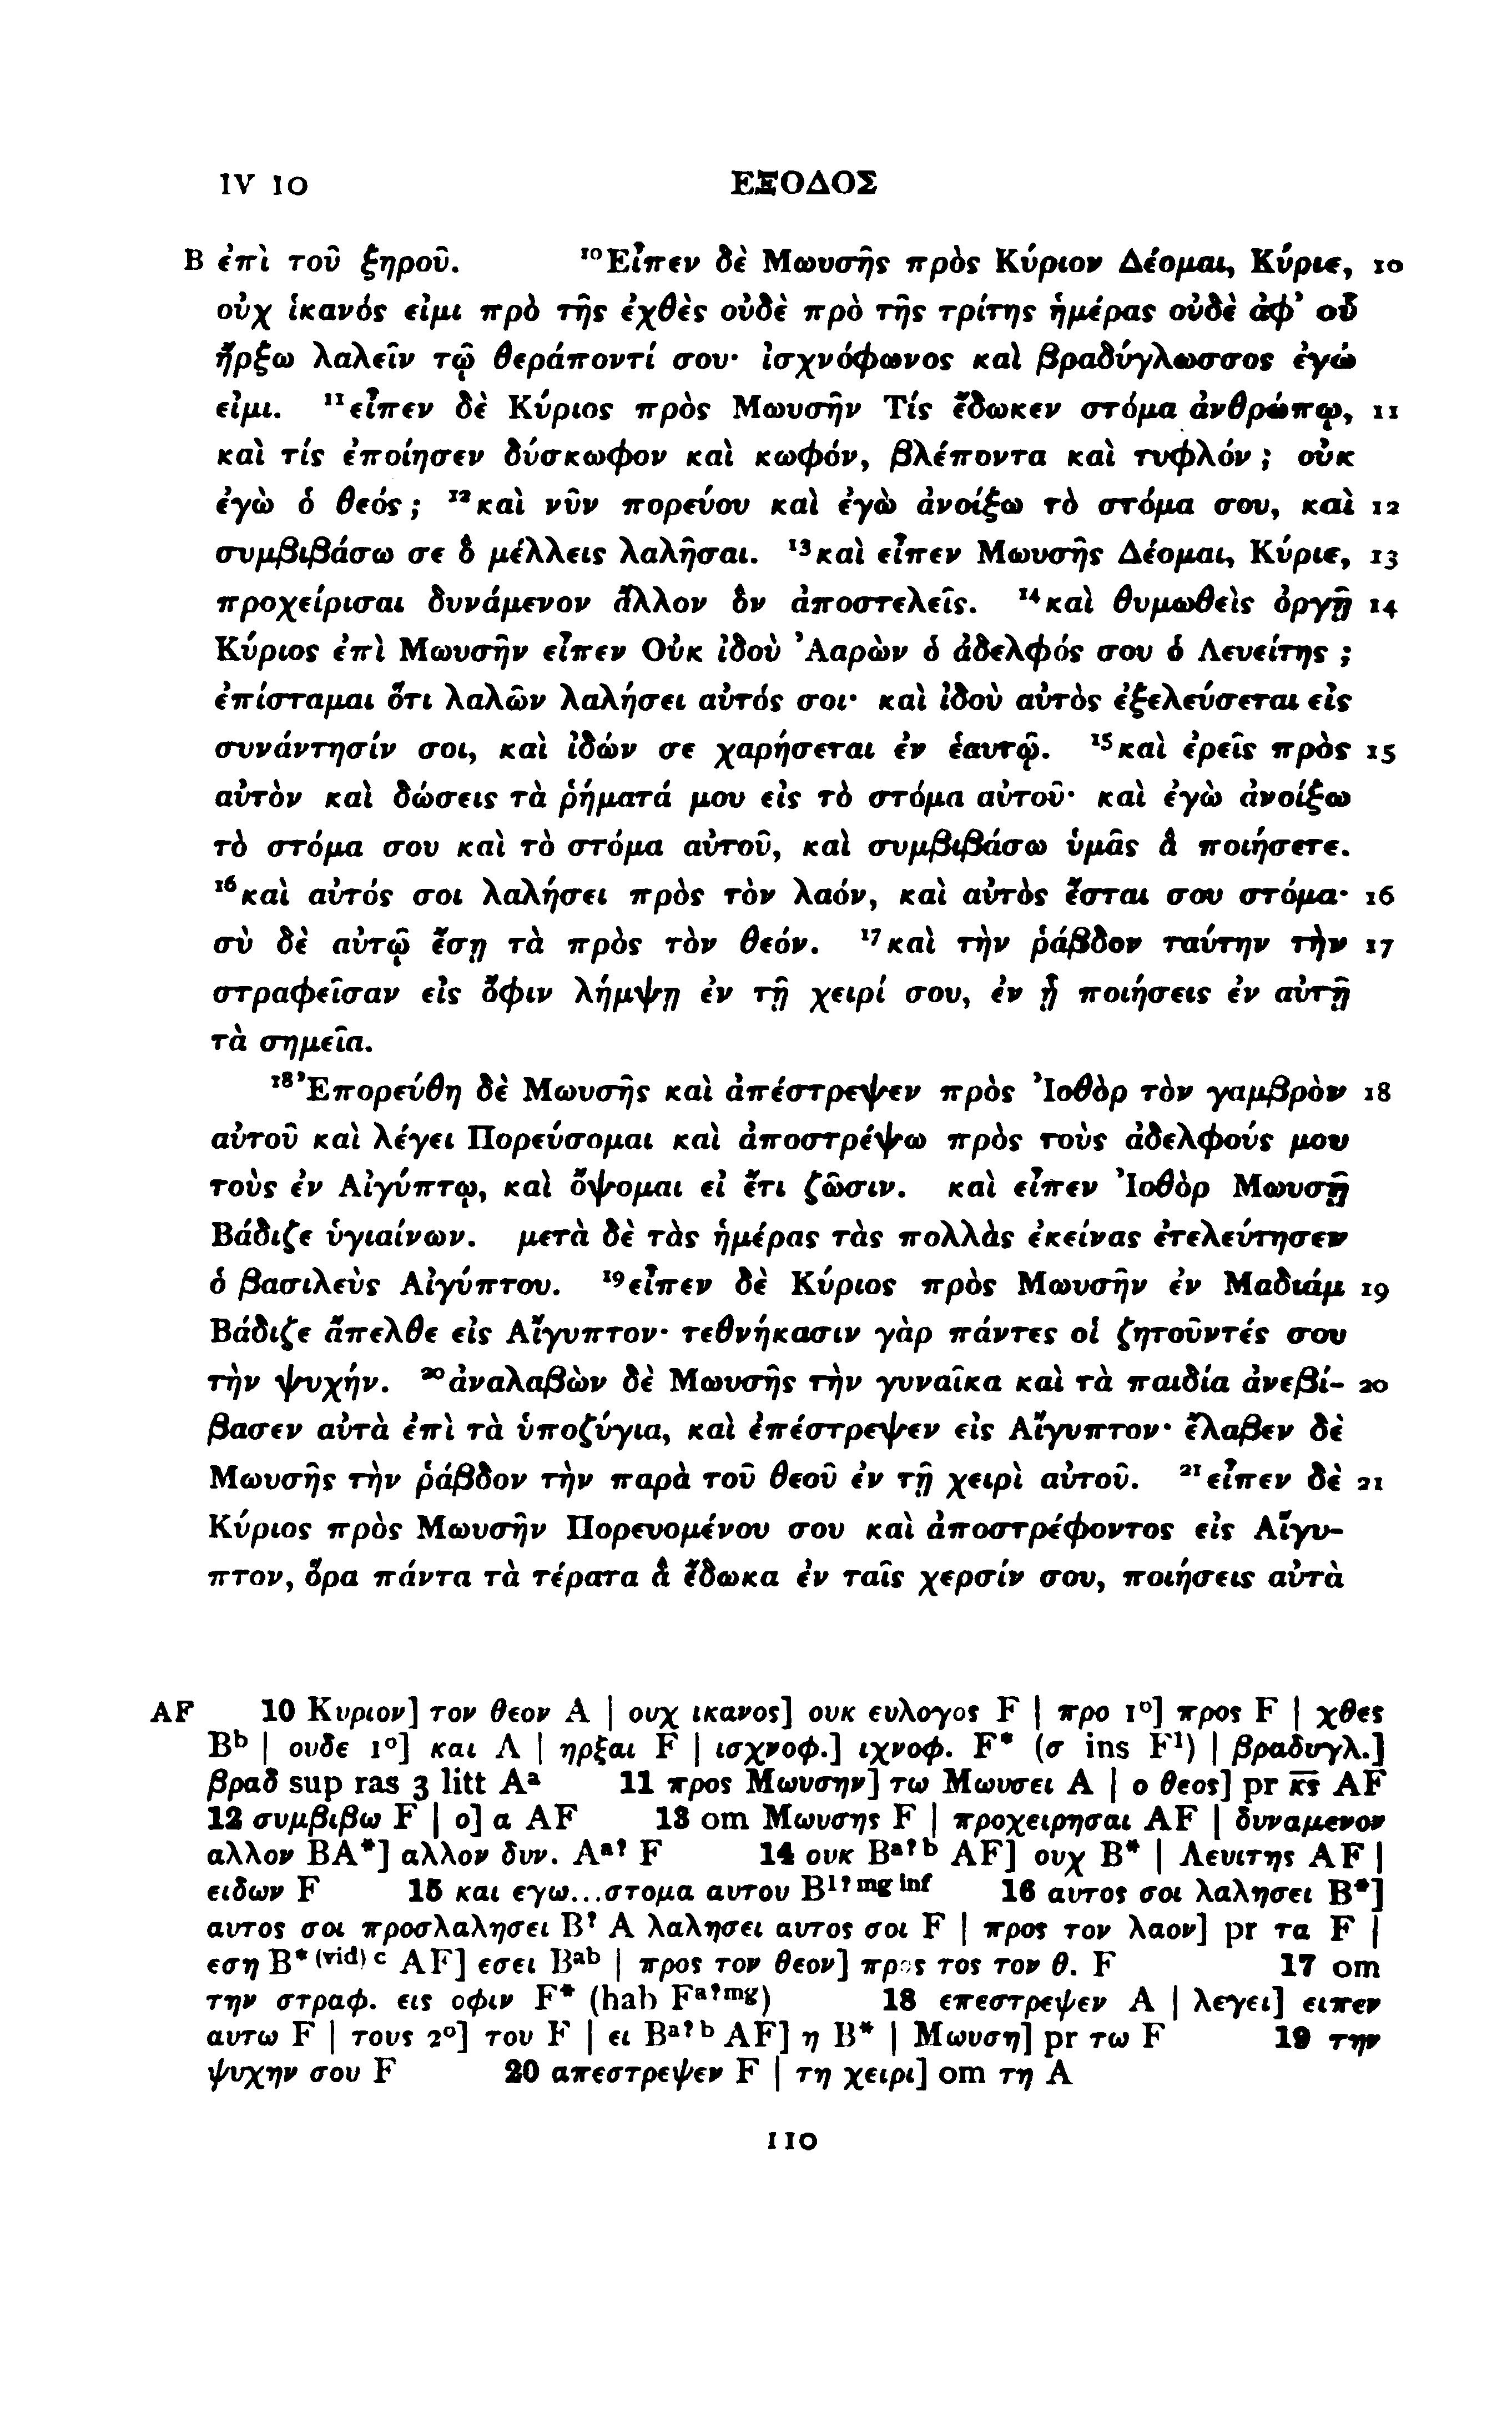 IV 10 ΕΞΟΔΟΣ
B ἐπὶ τοῦ ξηροῦ. ¹⁰Εἶπεν δὲ Μωυσῆς πρὸς Κύριον Δέομαι, Κύριε, 10
οὐχ ἱκανός εἰμι πρὸ τῆς ἐχθὲς οὐδὲ πρὸ τῆς τρίτης ἡμέρας οὐδὲ ἀφ’ οὗ
ἤρξω λαλεῖν τῷ θεράποντί σου· ἰσχνόφωνος καὶ βραδύγλωσσος ἐγώ
εἰμι. ¹¹εἶπεν δὲ Κύριος πρὸς Μωυσῆν Τίς ἔδωκεν στόμα ἀνθρώπῳ, 11
καὶ τίς ἐποίησεν δύσκωφον καὶ κωφόν, βλέποντα καὶ τυφλόν; οὐκ
ἐγὼ ὁ θεός; ¹²καὶ νῦν πορεύου καὶ ἐγὼ ἀνοίξω τὸ στόμα σου, καὶ 12
συμβιβάσω σε ὃ μέλλεις λαλῆσαι. ¹³καὶ εἶπεν Μωυσῆς Δέομαι, Κύριε, 13
προχείρισαι δυνάμενον ἄλλον ὃν ἀποστελεῖς. ¹⁴καὶ θυμωθεὶς ὀργῇ 14
Κύριος ἐπὶ Μωυσῆν εἶπεν Οὐκ ἰδοὺ Ἀαρὼν ὁ ἀδελφός σου ὁ Λευείτης;
ἐπίσταμαι ὅτι λαλῶν λαλήσει αὐτός σοι· καὶ ἰδοὺ αὐτὸς ἐξελεύσεται εἰς
συνάντησίν σοι, καὶ ἰδών σε χαρήσεται ἐν ἑαυτῷ. ¹⁵καὶ ἐρεῖς πρὸς 15
αὐτὸν καὶ δώσεις τὰ ῥήματά μου εἰς τὸ στόμα αὐτοῦ· καὶ ἐγὼ ἀνοίξω
τὸ στόμα σου καὶ τὸ στόμα αὐτοῦ, καὶ συμβιβάσω ὑμᾶς ἃ ποιήσετε.
¹⁶καὶ αὐτός σοι λαλήσει πρὸς τὸν λαόν, καὶ αὐτὸς ἔσται σου στόμα· 16
σὺ δὲ αὐτῷ ἔσῃ τὰ πρὸς τὸν θεόν. ¹⁷καὶ τὴν ῥάβδον ταύτην τὴν 17
στραφεῖσαν εἰς ὄφιν λήμψῃ ἐν τῇ χειρί σου, ἐν ᾗ ποιήσεις ἐν αὐτῇ
τὰ σημεῖα.
¹⁸Ἐπορεύθη δὲ Μωυσῆς καὶ ἀπέστρεψεν πρὸς Ἰοθὸρ τὸν γαμβρὸν 18
αὐτοῦ καὶ λέγει Πορεύσομαι καὶ ἀποστρέψω πρὸς τοὺς ἀδελφούς μου
τοὺς ἐν Αἰγύπτῳ, καὶ ὄψομαι εἰ ἔτι ζῶσιν. καὶ εἶπεν Ἰοθὸρ Μωυσῇ
Βάδιζε ὑγιαίνων. μετὰ δὲ τὰς ἡμέρας τὰς πολλὰς ἐκείνας ἐτελεύτησεν
ὁ βασιλεὺς Αἰγύπτου. ¹⁹εἶπεν δὲ Κύριος πρὸς Μωυσῆν ἐν Μαδιάμ 19
Βάδιζε ἄπελθε εἰς Αἴγυπτον· τεθνήκασιν γὰρ πάντες οἱ ζητοῦντές σου
τὴν ψυχήν. ²⁰ἀναλαβὼν δὲ Μωυσῆς τὴν γυναῖκα καὶ τὰ παιδία ἀνεβί- 20
βασεν αὐτὰ ἐπὶ τὰ ὑποζύγια, καὶ ἐπέστρεψεν εἰς Αἴγυπτον· ἔλαβεν δὲ
Μωυσῆς τὴν ῥάβδον τὴν παρὰ τοῦ θεοῦ ἐν τῇ χειρὶ αὐτοῦ. ²¹εἶπεν δὲ 21
Κύριος πρὸς Μωυσῆν Πορευομένου σου καὶ ἀποστρέφοντος εἰς Αἴγυ-
πτον, ὅρα πάντα τὰ τέρατα ἃ ἔδωκα ἐν ταῖς χερσίν σου, ποιήσεις αὐτὰ
AF 10 Κυριον] τον θεον A | ουχ ικανος] ουκ ευλογος F | προ 1°] προς F | χθες
Bᵇ | ουδε 1°] και A | ηρξαι F | ισχνοφ.] ιχνοφ. F* (σ ins F¹) | βραδυγλ.]
βραδ sup ras 3 litt Aᵃ 11 προς Μωυσην] τω Μωυσει A | ο θεος] pr κ̅ς̅ AF
12 συμβιβω F | ο] α AF 13 om Μωυσης F | προχειρησαι AF | δυναμενον
αλλον BA*] αλλον δυν. Aᵃ? F 14 ουκ Bᵃ?ᵇ AF] ουχ B* | Λευιτης AF |
ειδων F 15 και εγω...στομα αυτου B¹? ᵐᵍ ⁱⁿᶠ 16 αυτος σοι λαλησει B*]
αυτος σοι προσλαλησει B? A λαλησει αυτος σοι F | προς τον λαον] pr τα F |
εση B* ⁽ᵛⁱᵈ⁾ ᶜ AF] εσει Bᵃᵇ | προς τον θεον] προς τος τον θ. F 17 om
την στραφ. εις οφιν F* (hab Fᵃ?ᵐᵍ) 18 επεστρεψεν A | λεγει] ειπεν
αυτω F | τους 2°] του F | ει Bᵃ?ᵇ AF] η B* | Μωυση] pr τω F 19 την
ψυχην σου F 20 απεστρεψεν F | τη χειρι] om τη A
110